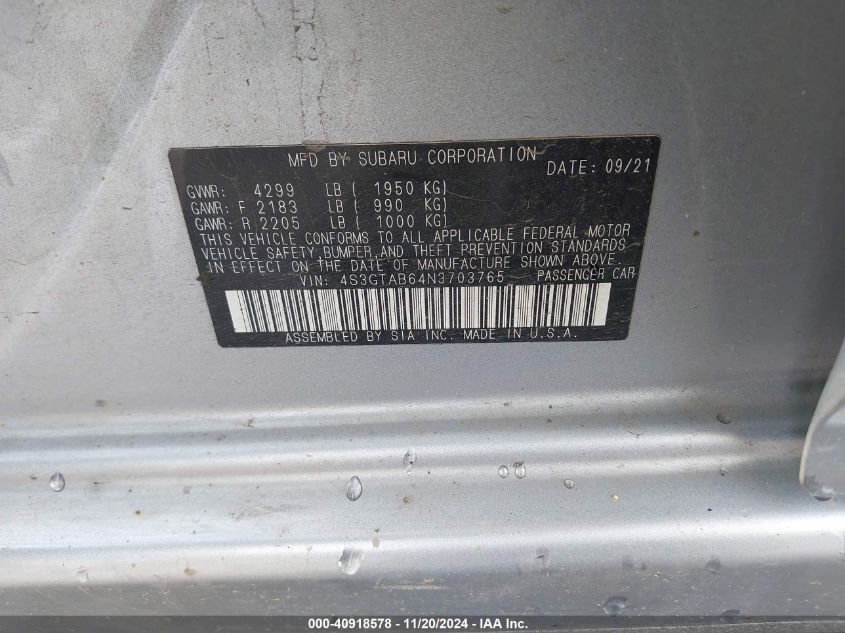 MFD BY SUBARU CORPORATION
DATE: 09/21
GVWR: 4299 LB ( 1950 KG)
GAWR: F 2183 LB ( 990 KG)
GAWR: R 2205 LB ( 1000 KG)
THIS VEHICLE CONFORMS TO ALL APPLICABLE FEDERAL MOTOR
VEHICLE SAFETY,BUMPER,AND THEFT PREVENTION STANDARDS
IN EFFECT ON THE DATE OF MANUFACTURE SHOWN ABOVE.
VIN: 4S3GTAB64N3703765 PASSENGER CAR
ASSEMBLED BY SIA INC. MADE IN U.S.A.
000-40918578 - 11/20/2024 - IAA Inc.